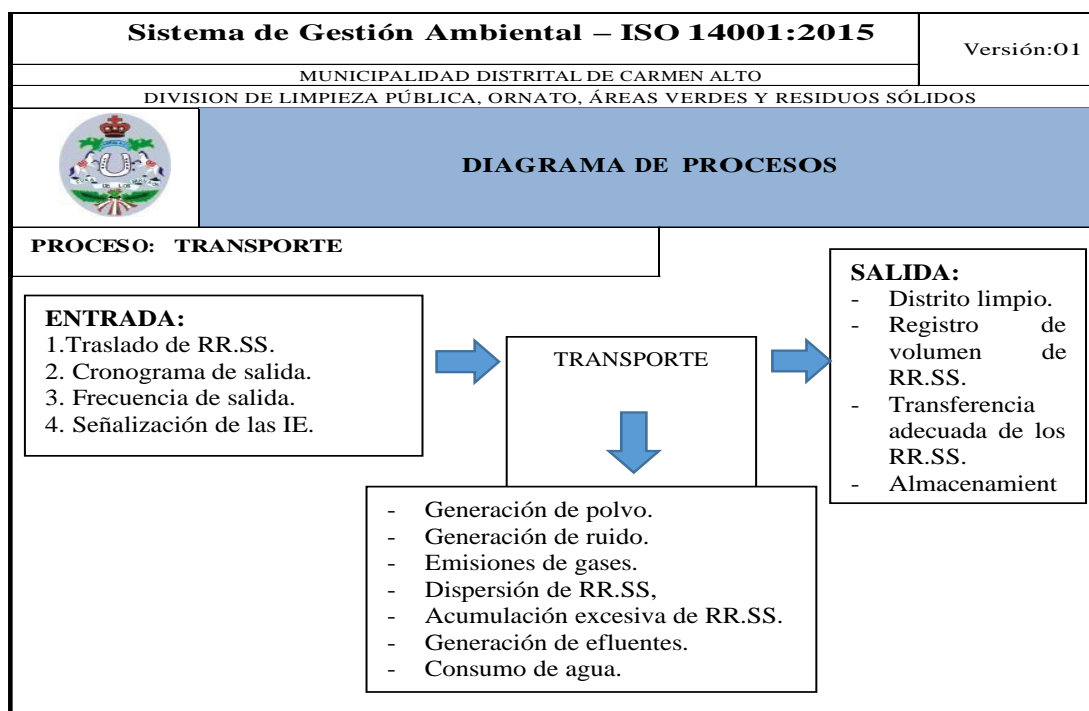 Sistema de Gestión Ambiental – ISO 14001:2015
Versión:01
MUNICIPALIDAD DISTRITAL DE CARMEN ALTO
DIVISION DE LIMPIEZA PÚBLICA, ORNATO, ÁREAS VERDES Y RESIDUOS SÓLIDOS
DIAGRAMA DE PROCESOS
PROCESO: TRANSPORTE
ENTRADA:
1.Traslado de RR.SS.
2. Cronograma de salida.
3. Frecuencia de salida.
4. Señalización de las IE.
TRANSPORTE
- Generación de polvo.
- Generación de ruido.
- Emisiones de gases.
- Dispersión de RR.SS,
- Acumulación excesiva de RR.SS.
- Generación de efluentes.
- Consumo de agua.
SALIDA:
- Distrito limpio.
- Registro de
volumen de
RR.SS.
- Transferencia
adecuada de los
RR.SS.
- Almacenamient